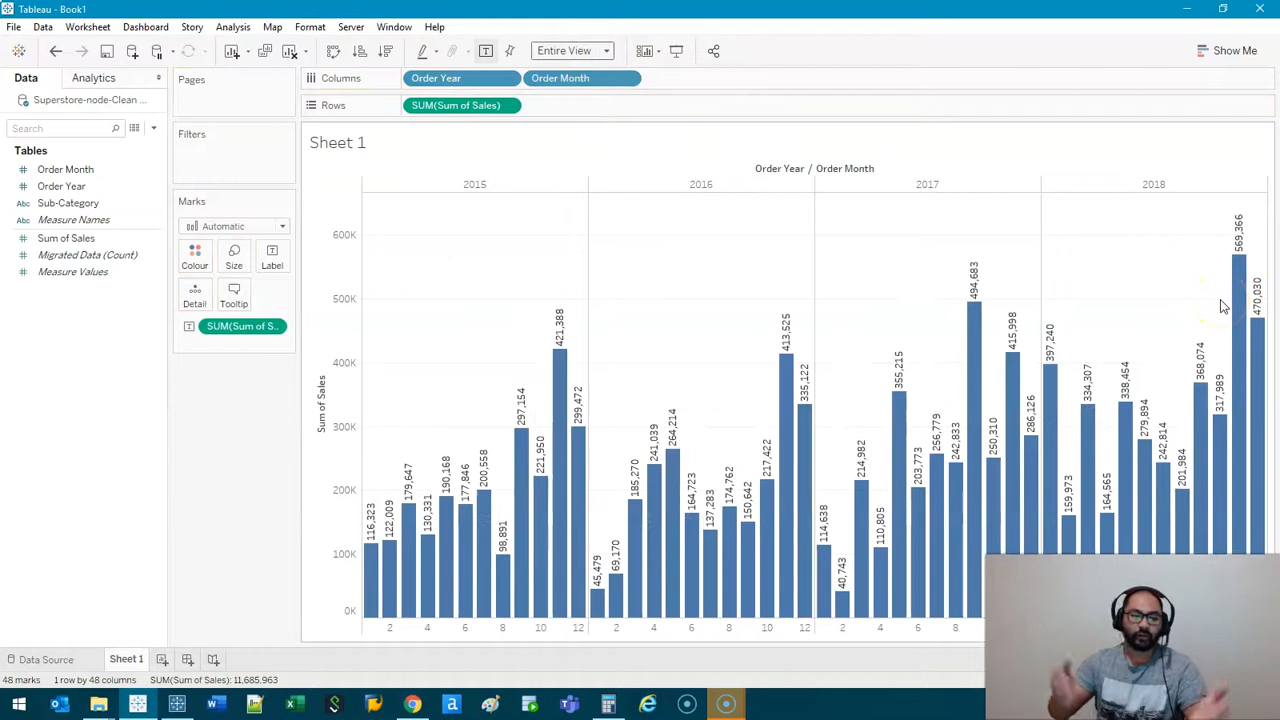 Tableau - Book1
File Data Worksheet Dashboard Story Analysis Map Format Server Window Help
Entire View
Show Me
Data Analytics
Superstore-node-Clean ...
Search
Tables
Order Month
Order Year
Sub-Category
Measure Names
Sum of Sales
Migrated Data (Count)
Measure Values
Pages
Filters
Marks
Automatic
Colour Size Label
Detail Tooltip
SUM(Sum of S..
Columns Order Year Order Month
Rows SUM(Sum of Sales)
Sheet 1
Order Year / Order Month
2015 2016 2017 2018
Sum of Sales
600K
500K
400K
300K
200K
100K
0K
116,323
122,009
179,647
130,331
190,168
177,846
200,558
98,891
297,154
221,950
421,388
299,472
45,479
69,170
185,270
241,039
264,214
164,723
137,283
174,762
150,642
217,422
413,525
335,122
114,638
40,743
214,982
110,805
355,215
203,773
256,779
242,833
494,683
250,310
415,998
286,126
397,240
159,973
334,307
164,565
338,454
279,894
242,814
201,984
368,074
317,989
569,366
470,030
2 4 6 8 10 12 2 4 6 8 10 12 2 4 6 8
Data Source Sheet 1
48 marks 1 row by 48 columns SUM(Sum of Sales): 11,685,963